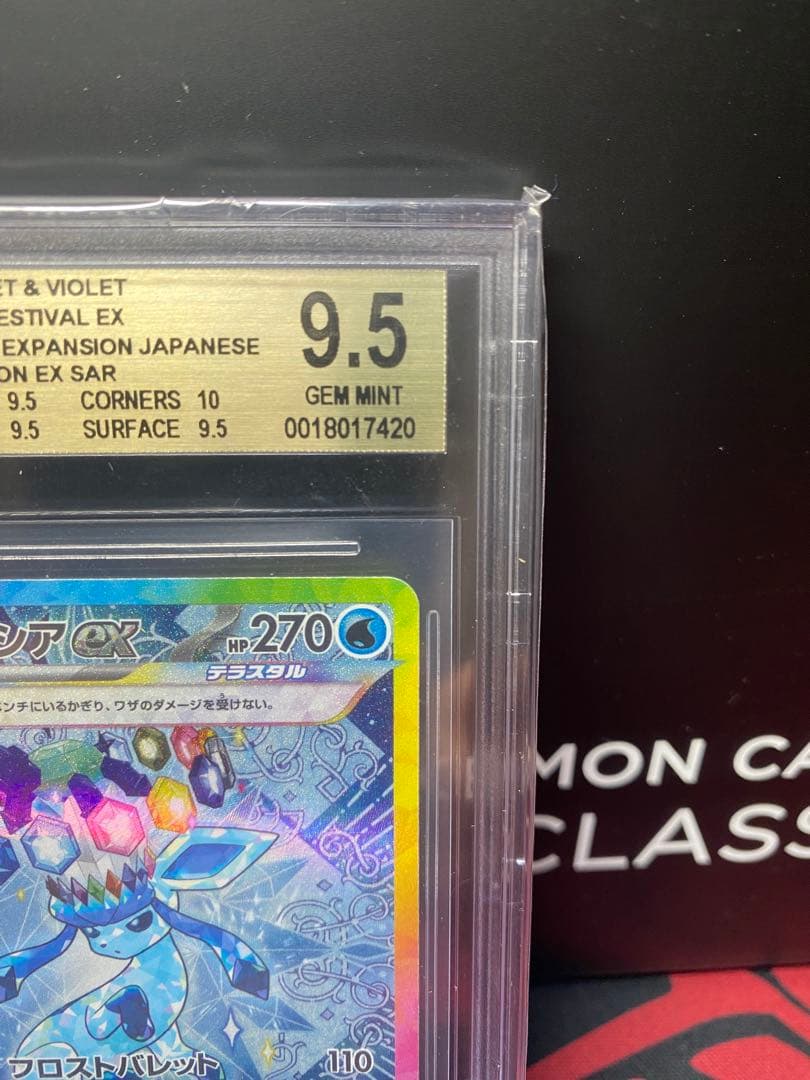 ET & VIOLET
ESTIVAL EX
EXPANSION JAPANESE
ON EX SAR
9.5 CORNERS 10
9.5 SURFACE 9.5
9.5
GEM MINT
0018017420
シア ex HP270
テラスタル
ベンチにいるかぎり、ワザのダメージを受けない。
フロストバレット 110
MON CA
CLASS